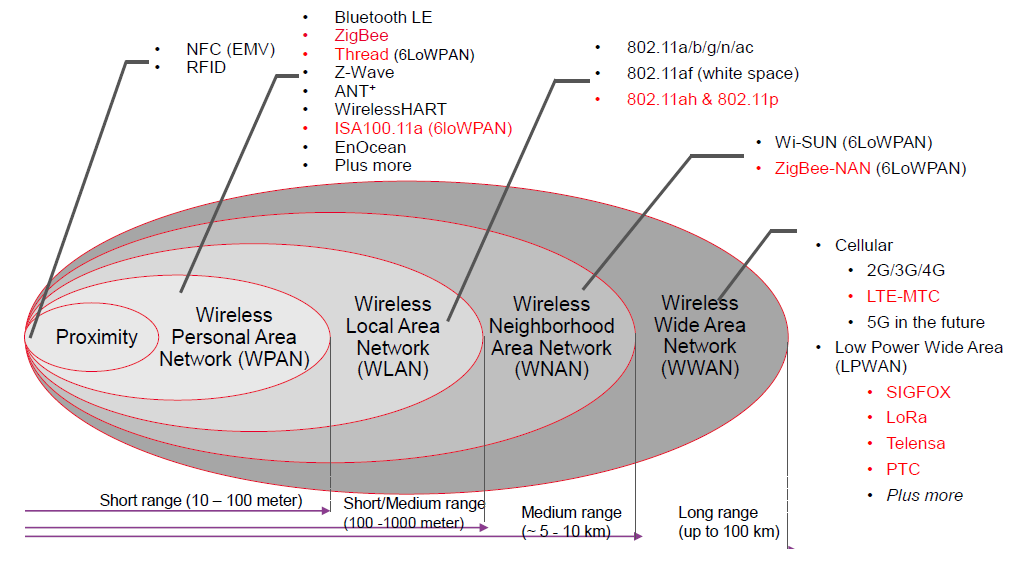 • NFC (EMV)
• RFID
• Bluetooth LE
• ZigBee
• Thread (6LoWPAN)
• Z-Wave
• ANT+
• WirelessHART
• ISA100.11a (6loWPAN)
• EnOcean
• Plus more
• 802.11a/b/g/n/ac
• 802.11af (white space)
• 802.11ah & 802.11p
• Wi-SUN (6LoWPAN)
• ZigBee-NAN (6LoWPAN)
• Cellular
• 2G/3G/4G
• LTE-MTC
• 5G in the future
• Low Power Wide Area
(LPWAN)
• SIGFOX
• LoRa
• Telensa
• PTC
• Plus more
Proximity
Wireless
Personal Area
Network (WPAN)
Wireless
Local Area
Network
(WLAN)
Wireless
Neighborhood
Area Network
(WNAN)
Wireless
Wide Area
Network
(WWAN)
Short range (10 – 100 meter)
Short/Medium range
(100 -1000 meter)
Medium range
(~ 5 - 10 km)
Long range
(up to 100 km)